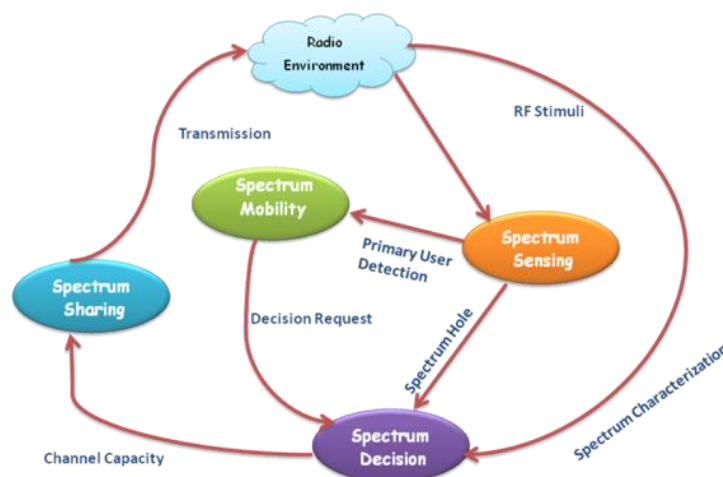 Radio
Environment
RF Stimuli
Transmission
Spectrum
Mobility
Primary User
Detection
Spectrum
Sensing
Spectrum
Sharing
Decision Request
Spectrum Hole
Spectrum Characterization
Spectrum
Decision
Channel Capacity